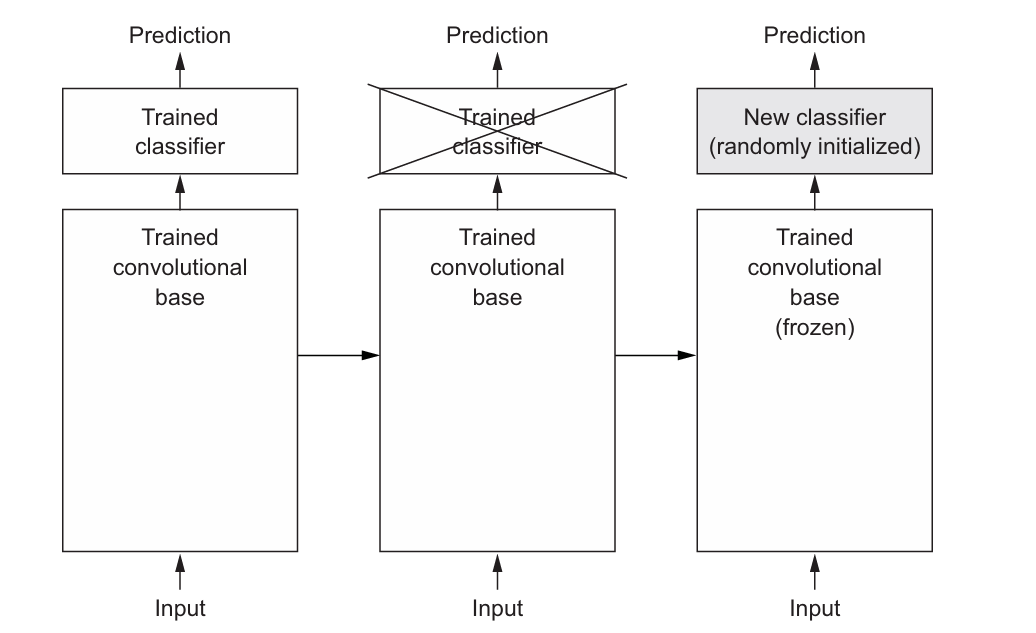 Prediction
Trained
classifier
Trained
convolutional
base
Input
Prediction
Trained
classifier
Trained
convolutional
base
Input
Prediction
New classifier
(randomly initialized)
Trained
convolutional
base
(frozen)
Input